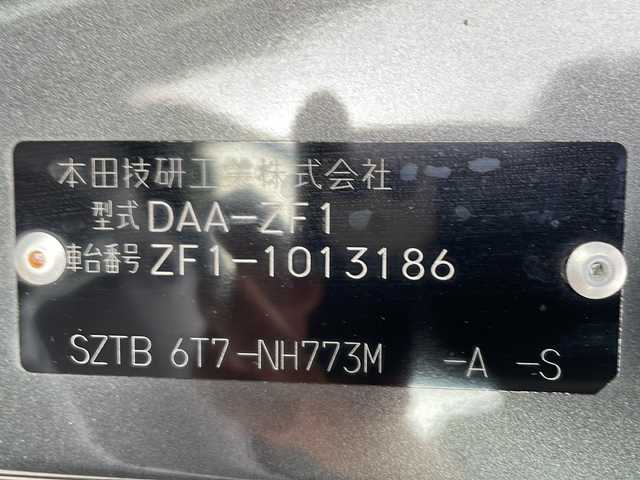 本田技研工業株式会社
型式 DAA-ZF1
車台番号 ZF1-1013186
SZTB 6T7-NH773M -A -S